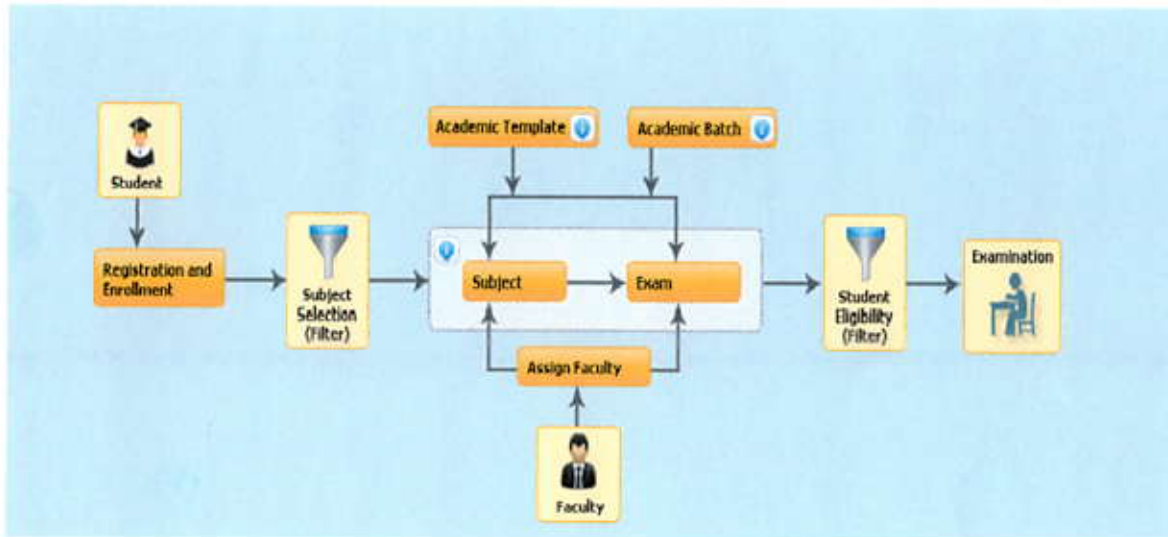 Academic Template
Academic Batch
Student
Registration and
Enrollment
Subject
Selection
(Filter)
Subject
Exam
Student
Eligibility
(Filter)
Examination
Assign Faculty
Faculty